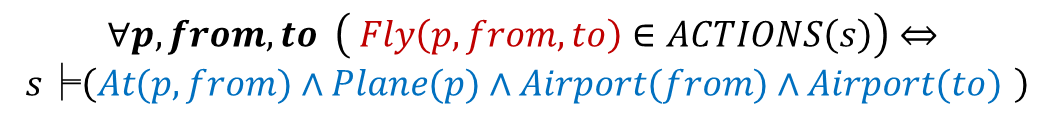 ∀p,from,to ( Fly(p,from,to) ∈ ACTIONS(s)) ⇔
s ⊨(At(p,from) ∧ Plane(p) ∧ Airport(from) ∧ Airport(to) )